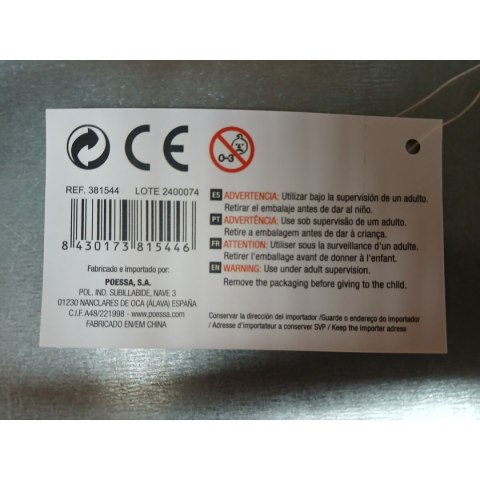 CE
0-3
REF. 381544 LOTE 2400074
8 430173 815446
Fabricado e importado por:
POESSA, S.A.
POL. IND. SUBILLABIDE, NAVE 3
01230 NANCLARES DE OCA (ÁLAVA) ESPAÑA
C.I.F. A48/221998 - www.poessa.com
FABRICADO EN/EM CHINA
ES ADVERTENCIA: Utilizar bajo la supervisión de un adulto.
Retirar el embalaje antes de dar al niño.
PT ADVERTÊNCIA: Use sob supervisão de um adulto.
Retire a embalagem antes de dar à criança.
FR ATTENTION: Utiliser sous la surveillance d'un adulte.
Retirer l'emballage avant de donner à l'enfant.
EN WARNING: Use under adult supervision.
Remove the packaging before giving to the child.
Conservar la dirección del importador /Guarde o endereço do importador
/ Adresse d'importateur a conserver SVP / Keep the Importer adress